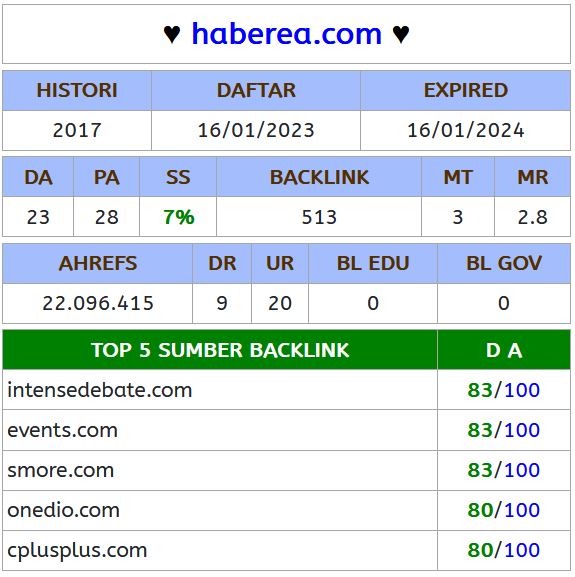 ♥ haberea.com ♥
HISTORI DAFTAR EXPIRED
2017 16/01/2023 16/01/2024
DA PA SS BACKLINK MT MR
23 28 7% 513 3 2.8
AHREFS DR UR BL EDU BL GOV
22.096.415 9 20 0 0
TOP 5 SUMBER BACKLINK D A
intensedebate.com 83/100
events.com 83/100
smore.com 83/100
onedio.com 80/100
cplusplus.com 80/100